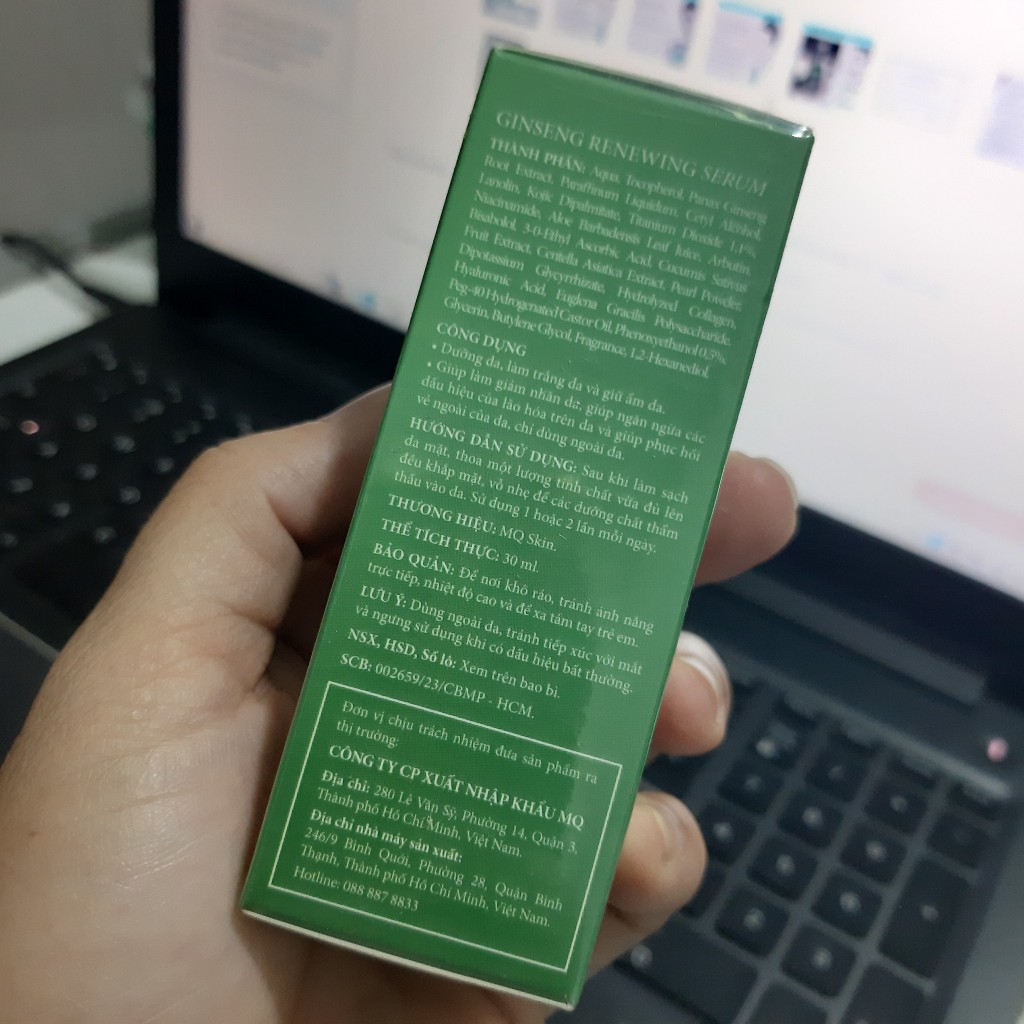 GINSENG RENEWING SERUM
THÀNH PHẦN: Aqua, Tocopherol, Panax Ginseng
Root Extract, Paraffinum Liquidum, Cetyl Alcohol,
Lanolin, Kojic Dipalmitate, Titanium Dioxide 1.1%,
Niacinamide, Aloe Barbadensis Leaf Juice, Arbutin,
Bisabolol, 3-0-Ethyl Ascorbic Acid, Cucumis Sativus
Fruit Extract, Centella Asiatica Extract, Pearl Powder,
Dipotassium Glycyrrhizate, Hydrolyzed Collagen,
Hyaluronic Acid, Euglena Gracilis Polysaccharide,
Peg-40 Hydrogenated Castor Oil, Phenoxyethanol 0,3%,
Glycerin, Butylene Glycol, Fragrance, 1,2-Hexanediol.
CÔNG DỤNG
• Dưỡng da, làm trắng da và giữ ẩm da.
• Giúp làm giảm nhăn da, giúp ngăn ngừa các
dấu hiệu của lão hóa trên da và giúp phục hồi
vẻ ngoài của da, chỉ dùng ngoài da.
HƯỚNG DẪN SỬ DỤNG: Sau khi làm sạch
da mặt, thoa một lượng tinh chất vừa đủ lên
đều khắp mặt, vỗ nhẹ để các dưỡng chất thẩm
thấu vào da. Sử dụng 1 hoặc 2 lần mỗi ngày.
THƯƠNG HIỆU: MQ Skin.
THỂ TÍCH THỰC: 30 ml.
BẢO QUẢN: Để nơi khô ráo, tránh ánh nắng
trực tiếp, nhiệt độ cao và để xa tầm tay trẻ em.
LƯU Ý: Dùng ngoài da, tránh tiếp xúc với mắt
và ngưng sử dụng khi có dấu hiệu bất thường.
NSX, HSD, Số lô: Xem trên bao bì.
SCB: 002659/23/CBMP - HCM.
Đơn vị chịu trách nhiệm đưa sản phẩm ra
thị trường:
CÔNG TY CP XUẤT NHẬP KHẨU MQ
Địa chỉ: 280 Lê Văn Sỹ, Phường 14, Quận 3,
Thành phố Hồ Chí Minh, Việt Nam.
Địa chỉ nhà máy sản xuất:
246/9 Bình Quới, Phường 28, Quận Bình
Thạnh, Thành phố Hồ Chí Minh, Việt Nam.
Hotline: 088 887 8833